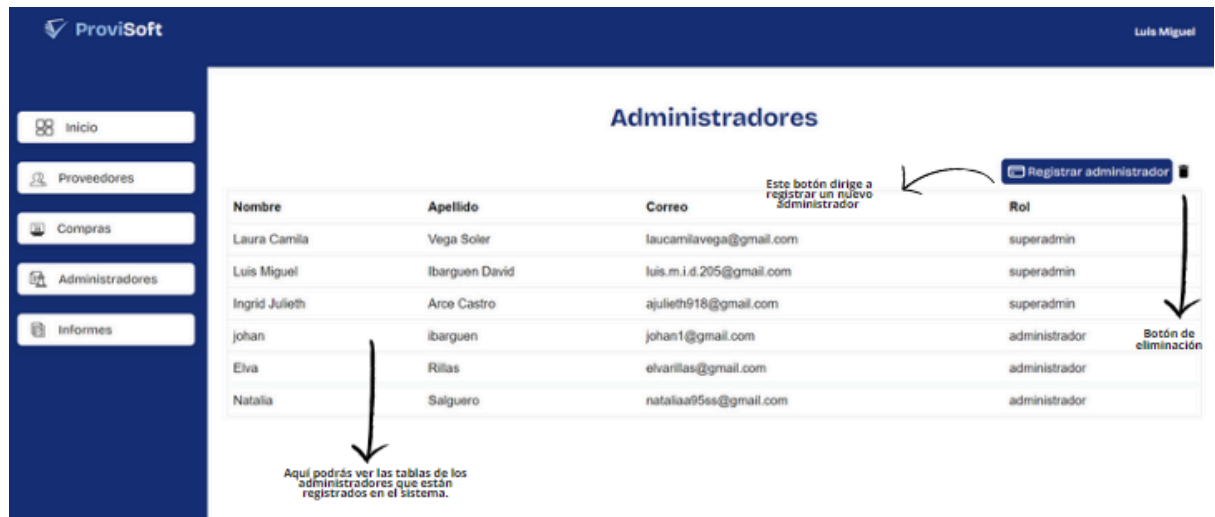 ProviSoft
Luis Miguel
Inicio
Proveedores
Compras
Administradores
Informes
Administradores
Registrar administrador
Este botón dirige a
registrar un nuevo
administrador
Nombre Apellido Correo Rol
Laura Camila Vega Soler laucamilavega@gmail.com superadmin
Luis Miguel Ibarguen David luis.m.i.d.205@gmail.com superadmin
Ingrid Julieth Arce Castro ajulieth918@gmail.com superadmin
johan ibarguen johan1@gmail.com administrador
Elva Rillas elvarillas@gmail.com administrador
Natalia Salguero nataliaa95ss@gmail.com administrador
Botón de
eliminación
Aquí podrás ver las tablas de los
administradores que están
registrados en el sistema.